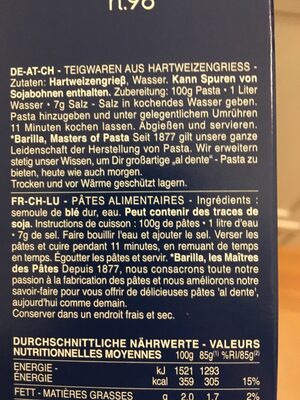 n.98
DE-AT-CH - TEIGWAREN AUS HARTWEIZENGRIESS -
Zutaten: Hartweizengrieß, Wasser. Kann Spuren von
Sojabohnen enthalten. Zubereitung: 100g Pasta • 1 Liter
Wasser • 7g Salz - Salz in kochendes Wasser geben.
Pasta hinzugeben und unter gelegentlichem Umrühren
11 Minuten kochen lassen. Abgießen und servieren.
*Barilla, Masters of Pasta Seit 1877 gilt unsere ganze
Leidenschaft der Herstellung von Pasta. Wir erweitern
stetig unser Wissen, um Dir großartige „al dente" - Pasta zu
bieten, heute wie auch morgen.
Trocken und vor Wärme geschützt lagern.
FR-CH-LU - PÂTES ALIMENTAIRES - Ingrédients :
semoule de blé dur, eau. Peut contenir des traces de
soja. Instructions de cuisson : 100g de pâtes • 1 litre d'eau
• 7g de sel. Faire bouillir l'eau et ajouter le sel. Verser les
pâtes et cuire pendant 11 minutes, en remuant de temps
en temps. Égoutter les pâtes et servir. *Barilla, les Maîtres
des Pâtes Depuis 1877, nous consacrons toute notre
passion à la fabrication des pâtes et nous améliorons notre
savoir-faire pour vous offrir de délicieuses pâtes 'al dente',
aujourd'hui comme demain.
Conserver dans un endroit frais et sec.
DURCHSCHNITTLICHE NÄHRWERTE - VALEURS
NUTRITIONNELLES MOYENNES 100g 85g(1) %RI/85g(2)
ENERGIE - kJ 1521 1293
ÉNERGIE kcal 359 305 15%
FETT - MATIÈRES GRASSES g 2.0 1.7 2%